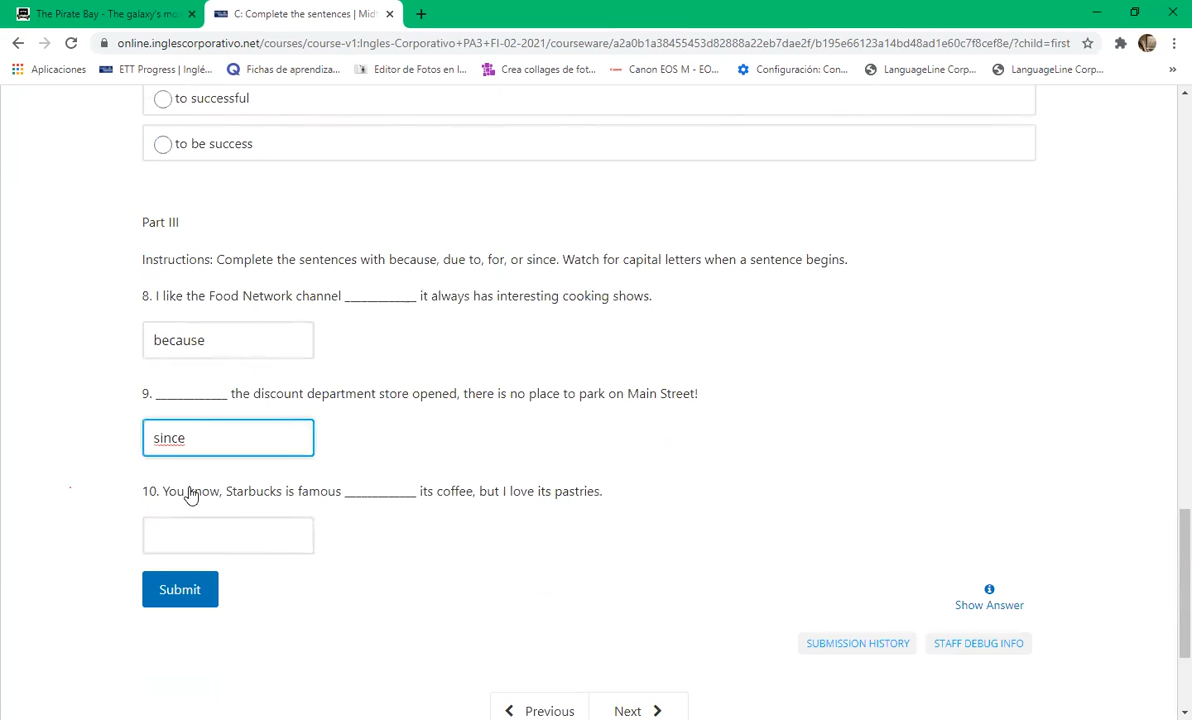 The Pirate Bay - The galaxy's mos
C: Complete the sentences | Midt
online.inglescorporativo.net/courses/course-v1:Ingles-Corporativo+PA3+FI-02-2021/courseware/a2a0b1a38455453d82888a22eb7dae2f/b195e66123a14bd48ad1e60c7f8cef8e/?child=first
Aplicaciones ETT Progress | Inglé... Fichas de aprendiza... Editor de Fotos en l... Crea collages de fot... Canon EOS M - EO... Configuración: Con... LanguageLine Corp... LanguageLine Corp... »
to successful
to be success
Part III
Instructions: Complete the sentences with because, due to, for, or since. Watch for capital letters when a sentence begins.
8. I like the Food Network channel ____________ it always has interesting cooking shows.
because
9. ____________ the discount department store opened, there is no place to park on Main Street!
since
10. You know, Starbucks is famous ____________ its coffee, but I love its pastries.
Submit
Show Answer
SUBMISSION HISTORY STAFF DEBUG INFO
Previous Next